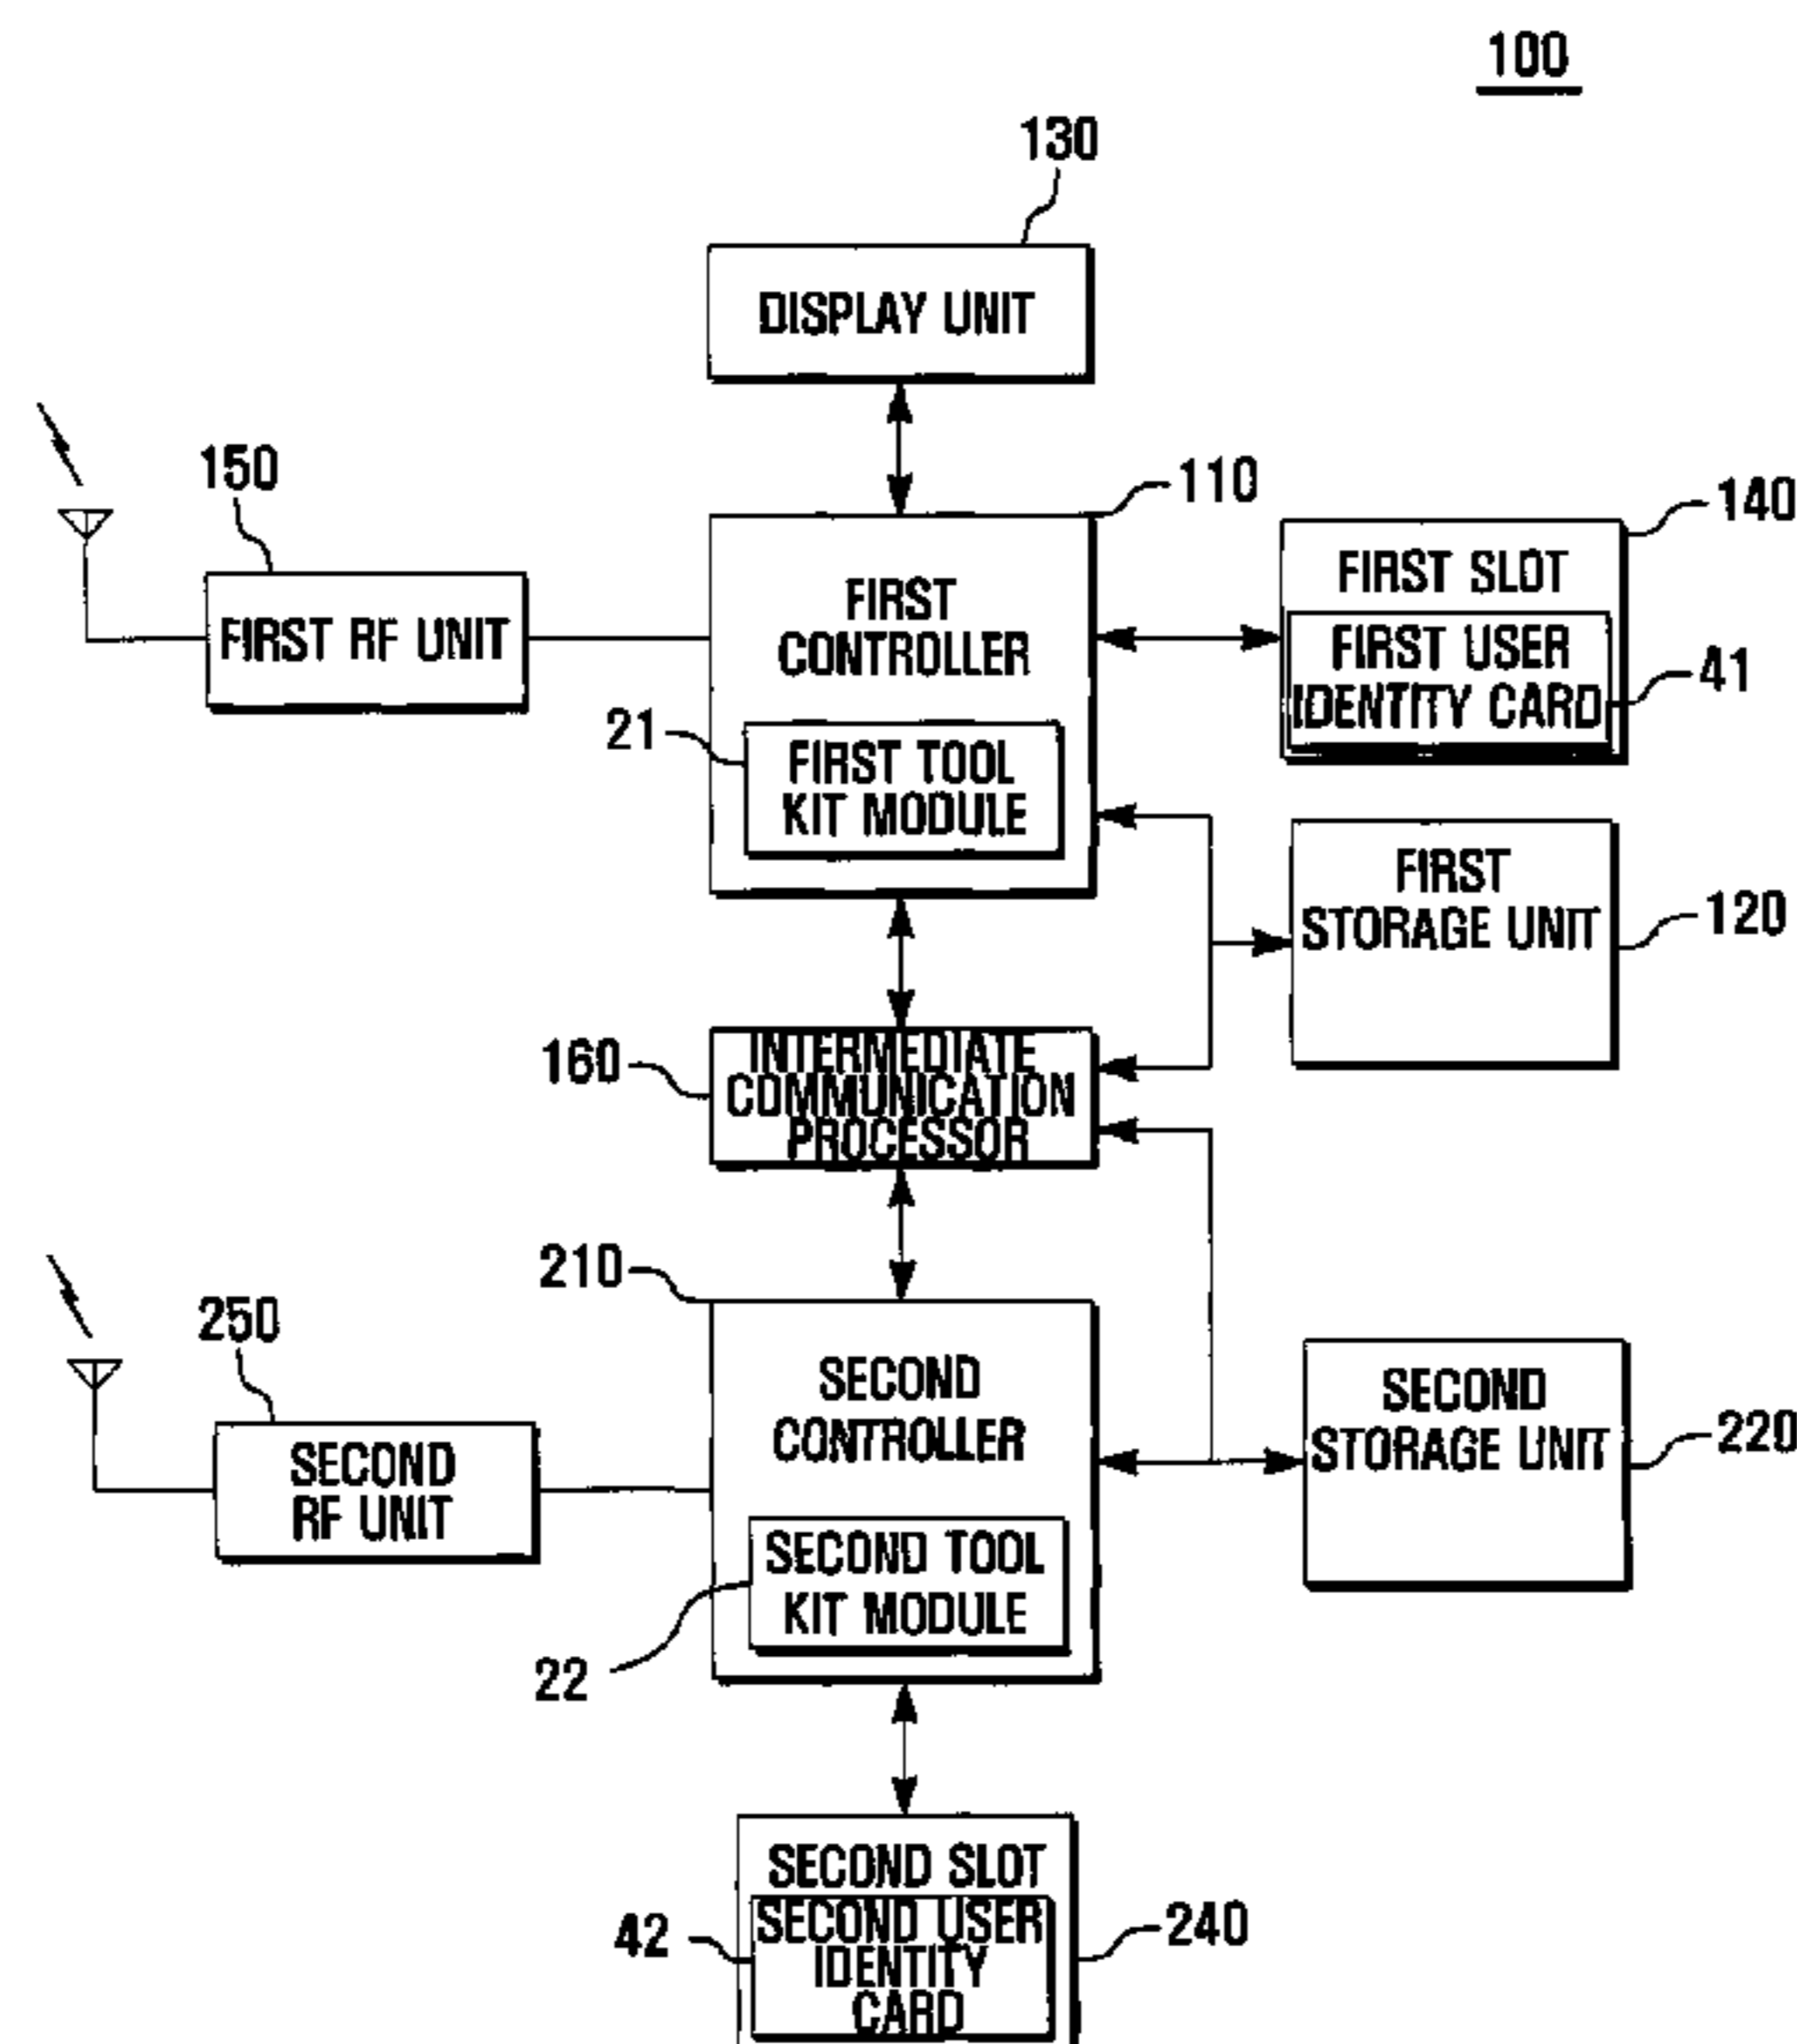 100
130
DISPLAY UNIT
150
110
140
FIRST RF UNIT
FIRST
CONTROLLER
FIRST SLOT
FIRST USER
IDENTITY CARD
41
21
FIRST TOOL
KIT MODULE
FIRST
STORAGE UNIT
120
160
INTERMEDIATE
COMMUNICATION
PROCESSOR
210
250
SECOND
CONTROLLER
SECOND
RF UNIT
SECOND
STORAGE UNIT
220
SECOND TOOL
KIT MODULE
22
SECOND SLOT
42
SECOND USER
IDENTITY
CARD
240